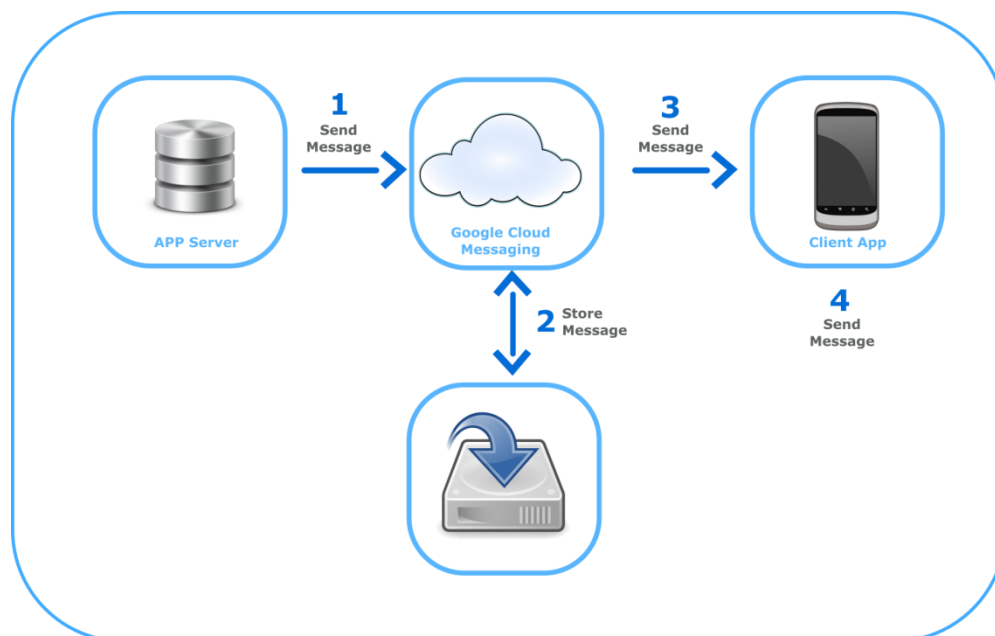 1
Send
Message
3
Send
Message
APP Server
Google Cloud
Messaging
Client App
2
Store
Message
4
Send
Message